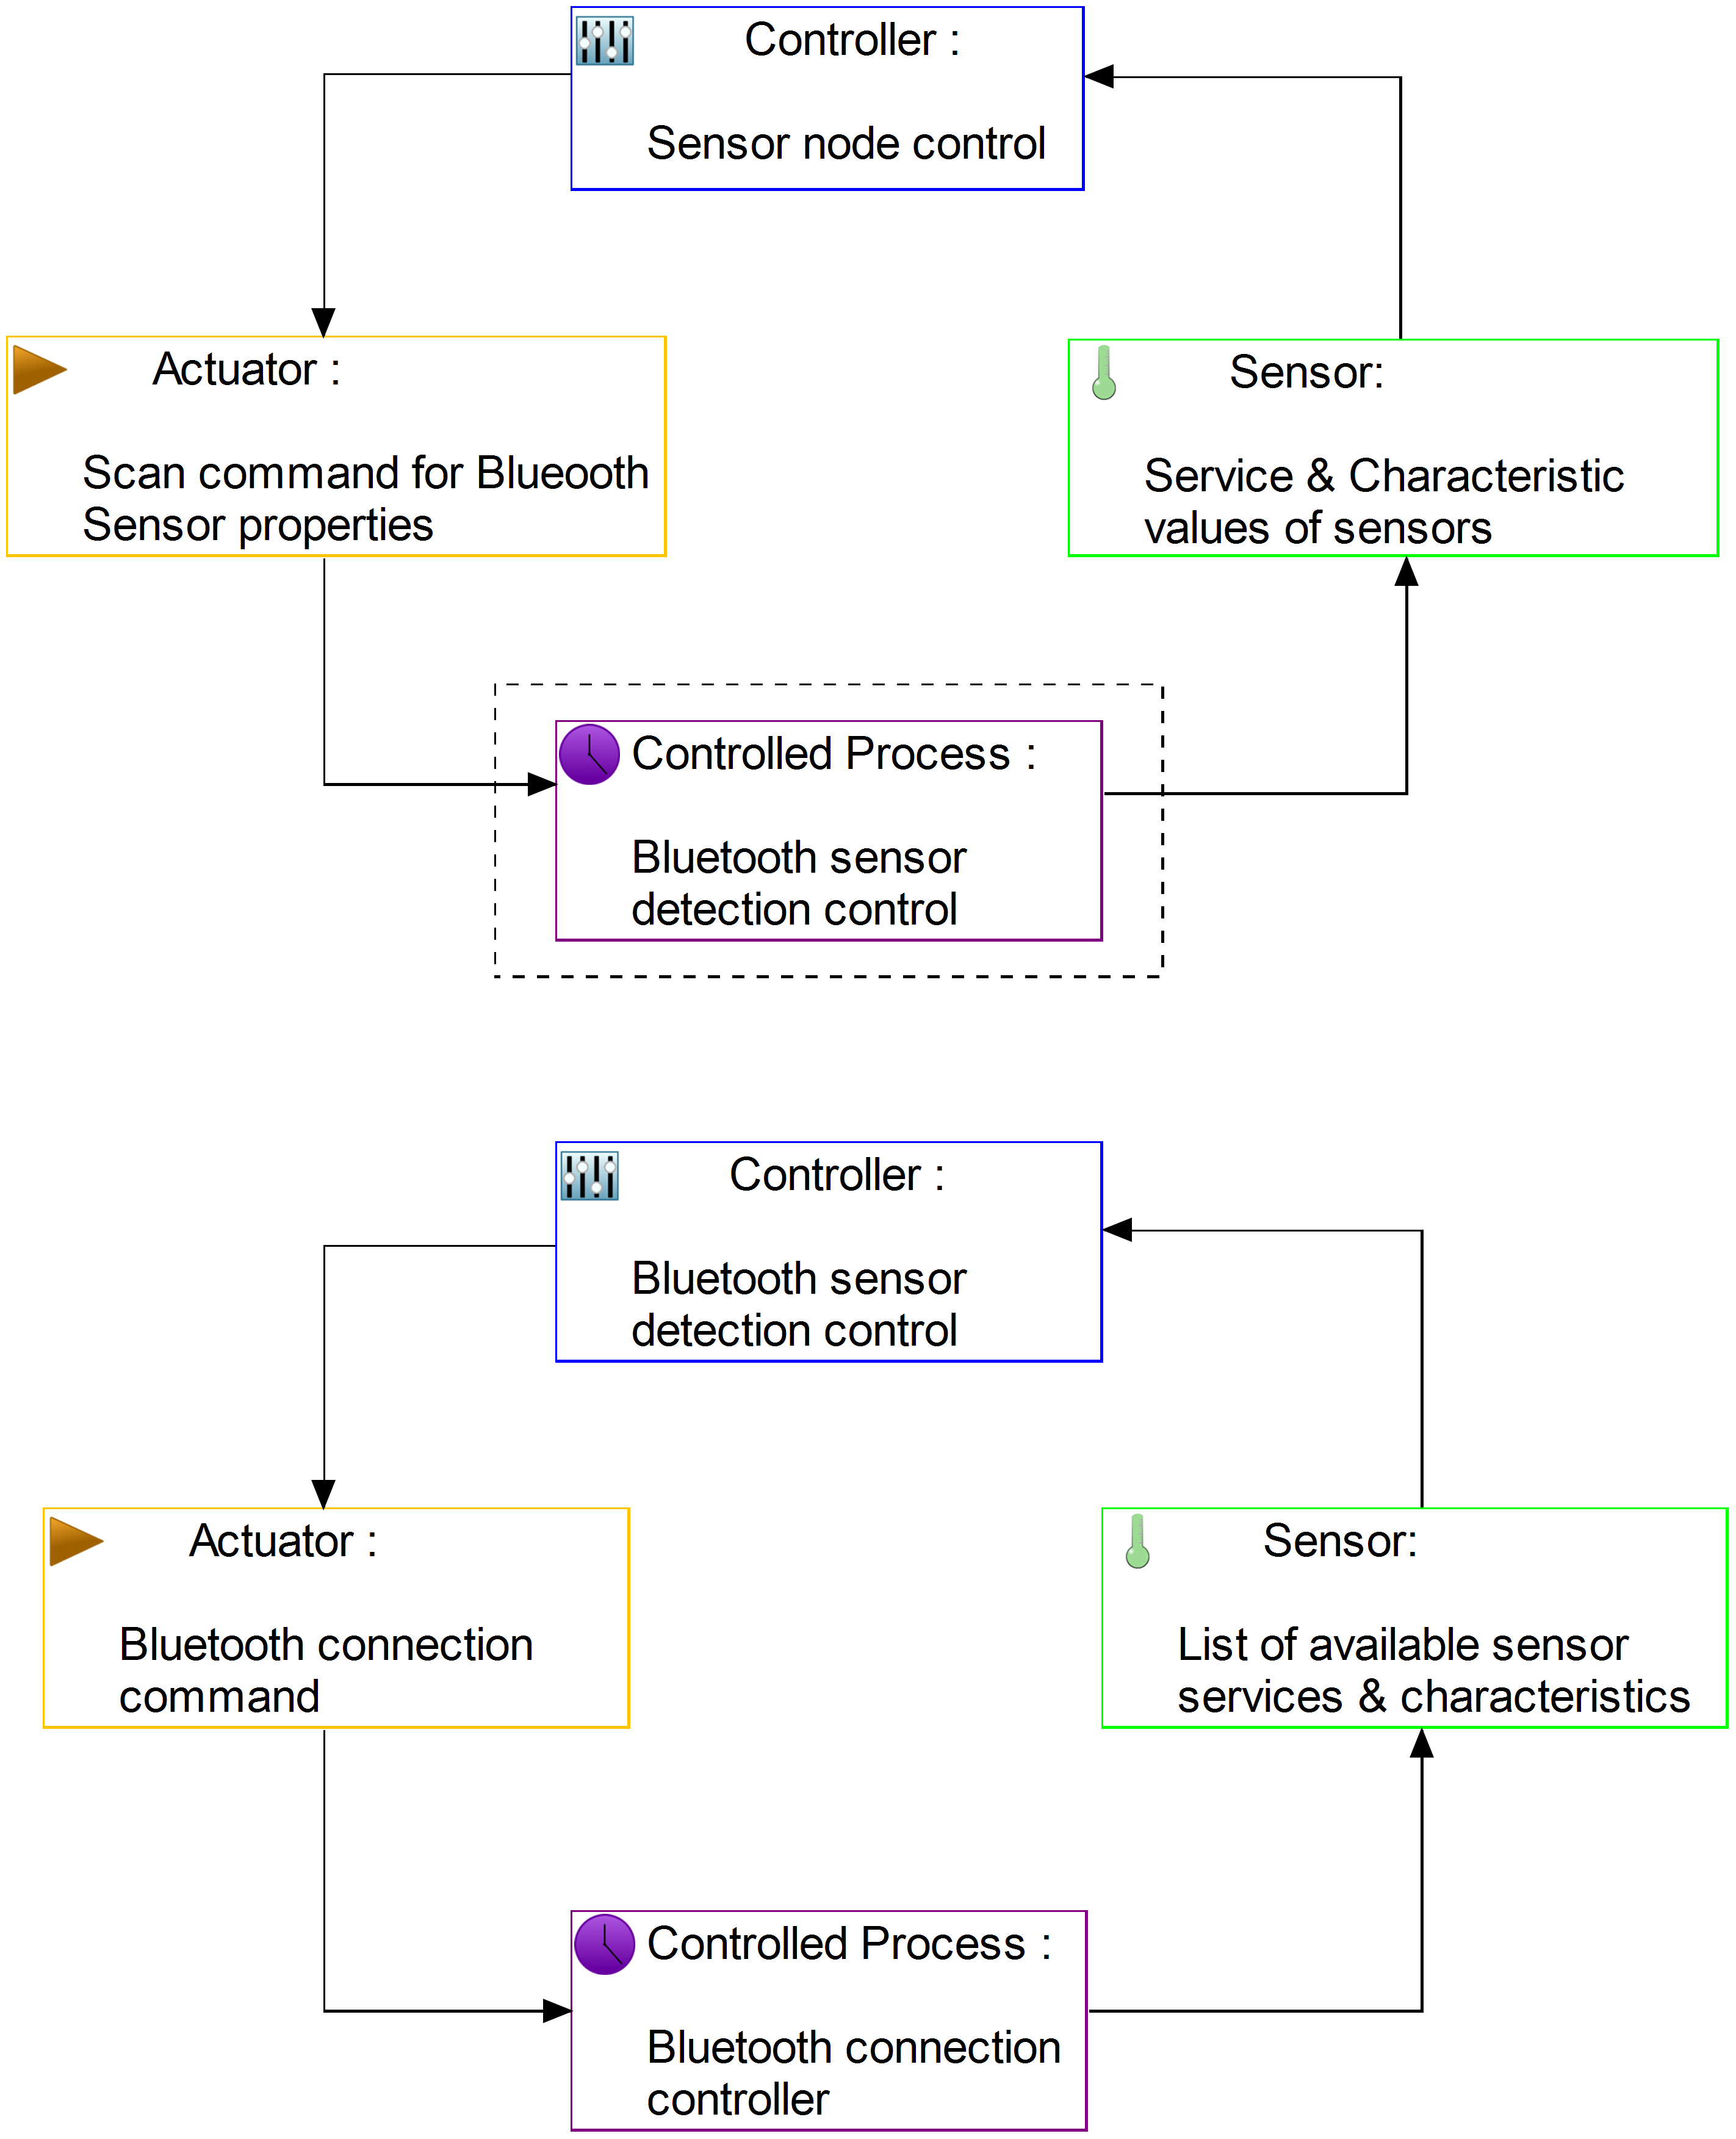 Controller :
Sensor node control
Actuator :
Scan command for Blueooth
Sensor properties
Sensor:
Service & Characteristic
values of sensors
Controlled Process :
Bluetooth sensor
detection control
Controller :
Bluetooth sensor
detection control
Actuator :
Bluetooth connection
command
Sensor:
List of available sensor
services & characteristics
Controlled Process :
Bluetooth connection
controller